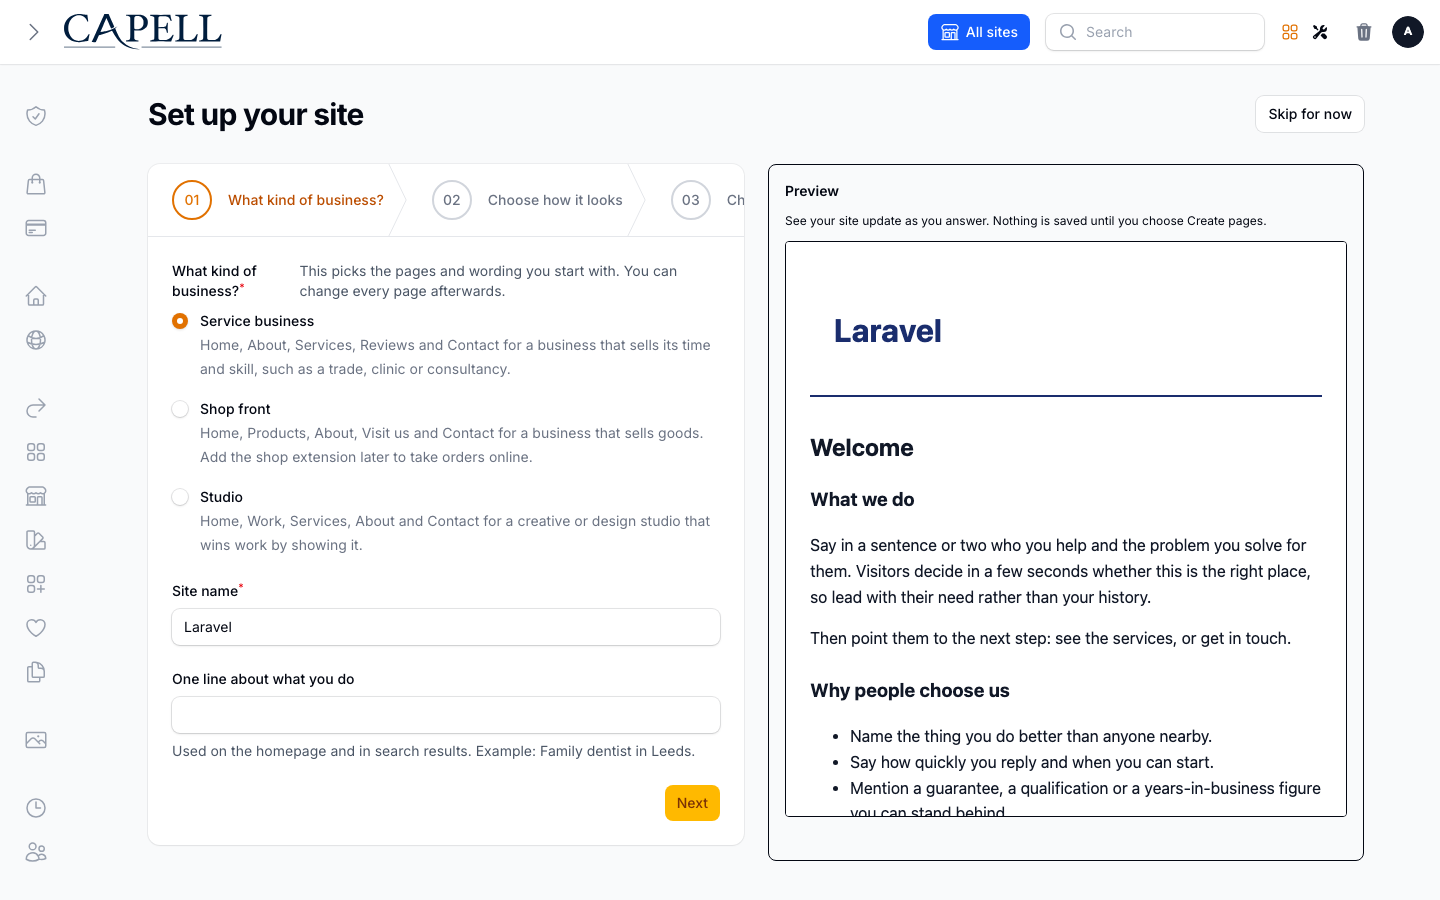 CAPELL
All sites
Search
A
Set up your site
Skip for now
01
What kind of business?
02
Choose how it looks
03
Ch
What kind of
business?*
This picks the pages and wording you start with. You can
change every page afterwards.
Service business
Home, About, Services, Reviews and Contact for a business that sells its time
and skill, such as a trade, clinic or consultancy.
Shop front
Home, Products, About, Visit us and Contact for a business that sells goods.
Add the shop extension later to take orders online.
Studio
Home, Work, Services, About and Contact for a creative or design studio that
wins work by showing it.
Site name*
Laravel
One line about what you do
Used on the homepage and in search results. Example: Family dentist in Leeds.
Next
Preview
See your site update as you answer. Nothing is saved until you choose Create pages.
Laravel
Welcome
What we do
Say in a sentence or two who you help and the problem you solve for
them. Visitors decide in a few seconds whether this is the right place,
so lead with their need rather than your history.
Then point them to the next step: see the services, or get in touch.
Why people choose us
• Name the thing you do better than anyone nearby.
• Say how quickly you reply and when you can start.
• Mention a guarantee, a qualification or a years-in-business figure
you can stand behind